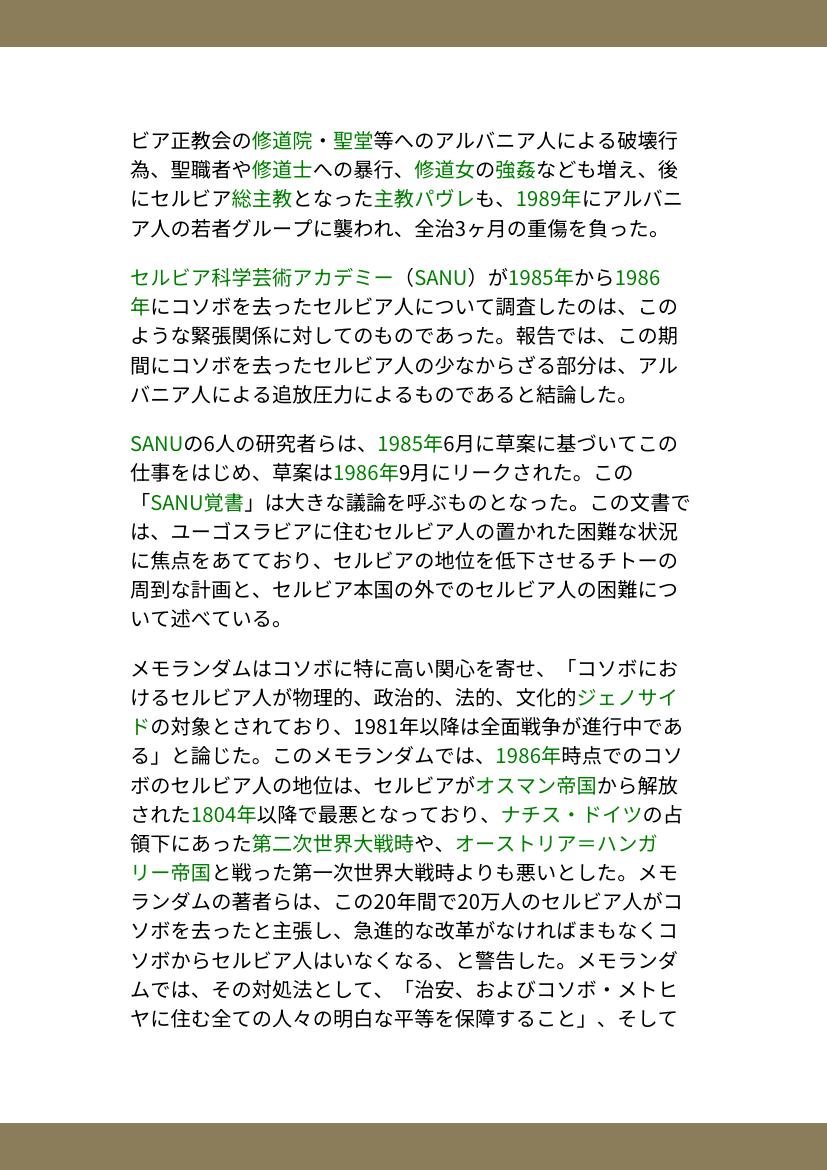 ビア正教会の修道院・聖堂等へのアルバニア人による破壊行
為、聖職者や修道士への暴行、修道女の強姦なども増え、後
にセルビア総主教となった主教パヴレも、1989年にアルバニ
ア人の若者グループに襲われ、全治3ヶ月の重傷を負った。
セルビア科学芸術アカデミー（SANU）が1985年から1986
年にコソボを去ったセルビア人について調査したのは、この
ような緊張関係に対してのものであった。報告では、この期
間にコソボを去ったセルビア人の少なからざる部分は、アル
バニア人による追放圧力によるものであると結論した。
SANUの6人の研究者らは、1985年6月に草案に基づいてこの
仕事をはじめ、草案は1986年9月にリークされた。この
「SANU覚書」は大きな議論を呼ぶものとなった。この文書で
は、ユーゴスラビアに住むセルビア人の置かれた困難な状況
に焦点をあてており、セルビアの地位を低下させるチトーの
周到な計画と、セルビア本国の外でのセルビア人の困難につ
いて述べている。
メモランダムはコソボに特に高い関心を寄せ、「コソボにお
けるセルビア人が物理的、政治的、法的、文化的ジェノサイ
ドの対象とされており、1981年以降は全面戦争が進行中であ
る」と論じた。このメモランダムでは、1986年時点でのコソ
ボのセルビア人の地位は、セルビアがオスマン帝国から解放
された1804年以降で最悪となっており、ナチス・ドイツの占
領下にあった第二次世界大戦時や、オーストリア＝ハンガ
リー帝国と戦った第一次世界大戦時よりも悪いとした。メモ
ランダムの著者らは、この20年間で20万人のセルビア人がコ
ソボを去ったと主張し、急進的な改革がなければまもなくコ
ソボからセルビア人はいなくなる、と警告した。メモランダ
ムでは、その対処法として、「治安、およびコソボ・メトヒ
ヤに住む全ての人々の明白な平等を保障すること」、そして